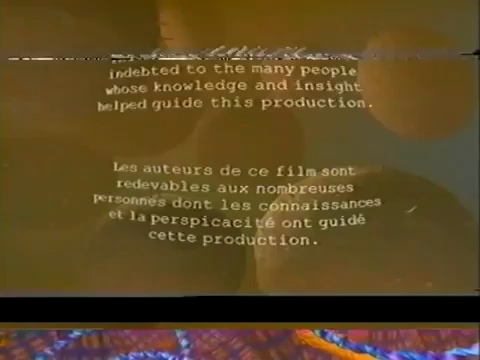 indebted to the many people
whose knowledge and insight
helped guide this production.
Les auteurs de ce film sont
redevables aux nombreuses
personnes dont les connaissances
et la perspicacité ont guidé
cette production.